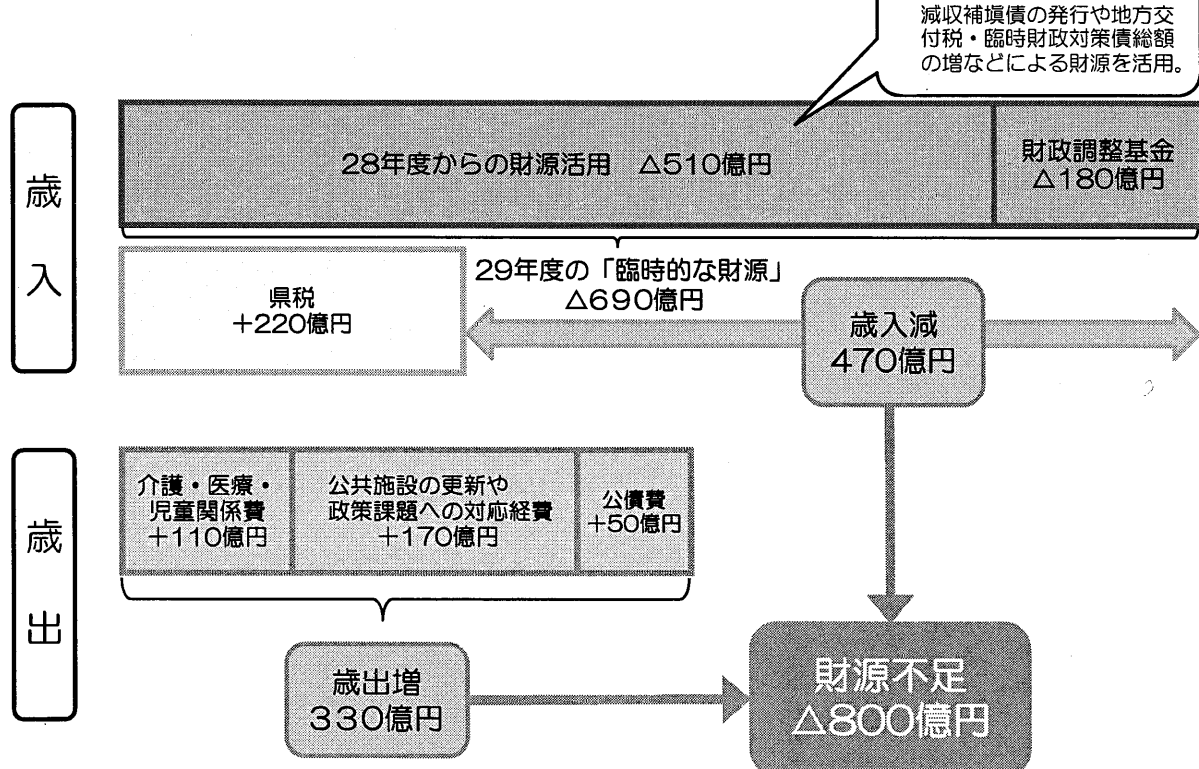 減収補塡債の発行や地方交
付税・臨時財政対策債総額
の増などによる財源を活用。
歳入
28年度からの財源活用　△510億円
財政調整基金
△180億円
29年度の「臨時的な財源」
△690億円
県税
+220億円
歳入減
470億円
歳出
介護・医療・
児童関係費
+110億円
公共施設の更新や
政策課題への対応経費
+170億円
公債費
+50億円
歳出増
330億円
財源不足
△800億円